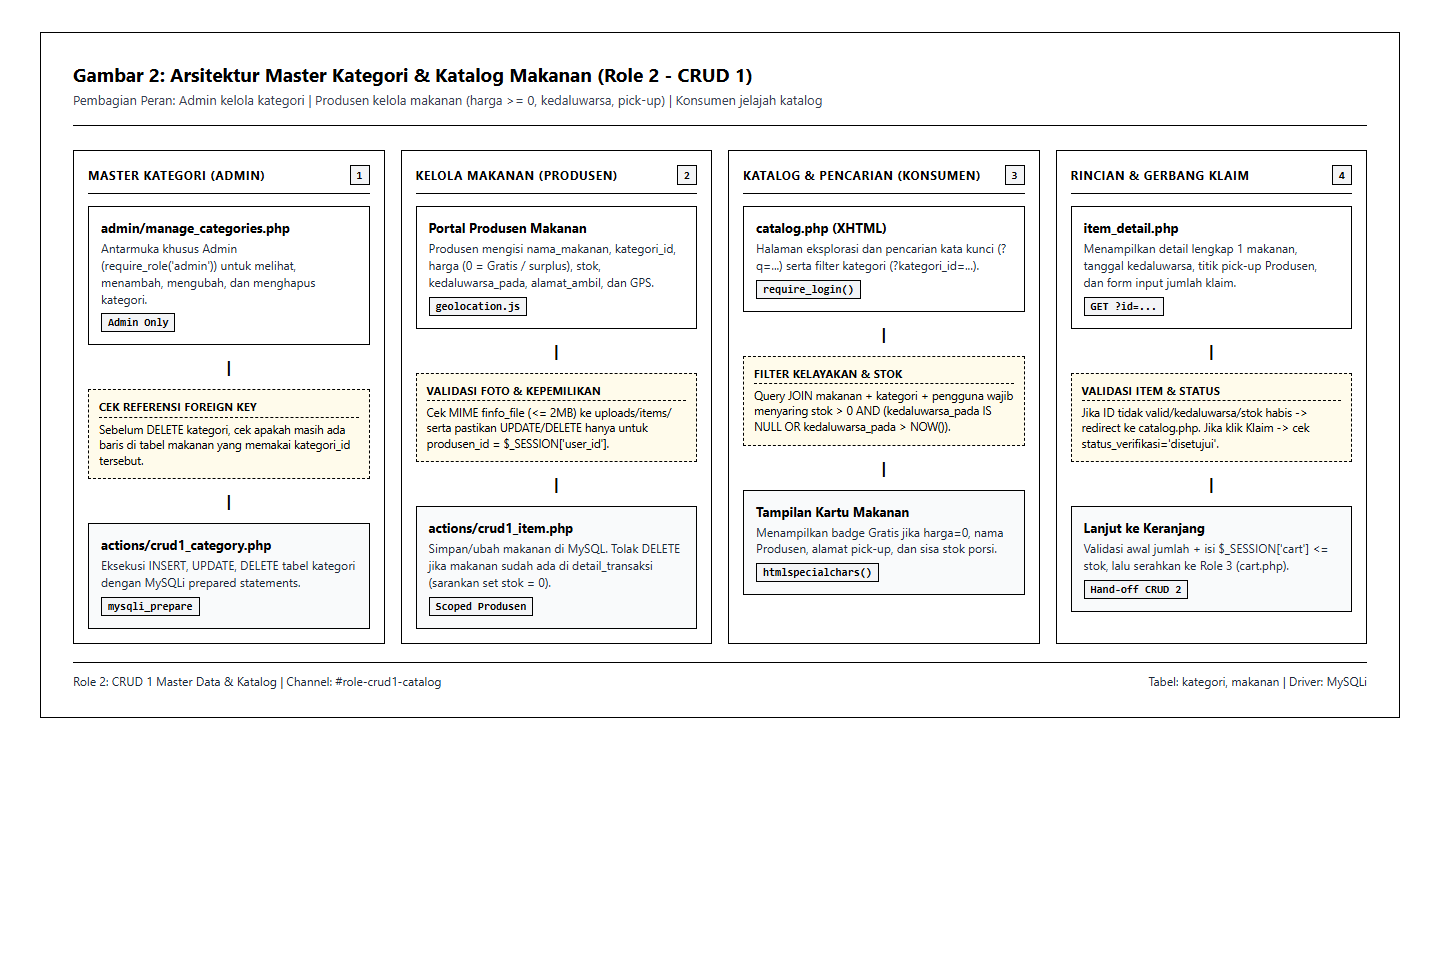 Gambar 2: Arsitektur Master Kategori & Katalog Makanan (Role 2 - CRUD 1)
Pembagian Peran: Admin kelola kategori | Produsen kelola makanan (harga >= 0, kedaluwarsa, pick-up) | Konsumen jelajah katalog
MASTER KATEGORI (ADMIN)
1
admin/manage_categories.php
Antarmuka khusus Admin
(require_role('admin')) untuk melihat,
menambah, mengubah, dan menghapus
kategori.
Admin Only
|
CEK REFERENSI FOREIGN KEY
Sebelum DELETE kategori, cek apakah masih ada
baris di tabel makanan yang memakai kategori_id
tersebut.
|
actions/crud1_category.php
Eksekusi INSERT, UPDATE, DELETE tabel kategori
dengan MySQLi prepared statements.
mysqli_prepare
KELOLA MAKANAN (PRODUSEN)
2
Portal Produsen Makanan
Produsen mengisi nama_makanan, kategori_id,
harga (0 = Gratis / surplus), stok,
kedaluwarsa_pada, alamat_ambil, dan GPS.
geolocation.js
|
VALIDASI FOTO & KEPEMILIKAN
Cek MIME finfo_file (<= 2MB) ke uploads/items/
serta pastikan UPDATE/DELETE hanya untuk
produsen_id = $_SESSION['user_id'].
|
actions/crud1_item.php
Simpan/ubah makanan di MySQL. Tolak DELETE
jika makanan sudah ada di detail_transaksi
(sarankan set stok = 0).
Scoped Produsen
KATALOG & PENCARIAN (KONSUMEN)
3
catalog.php (XHTML)
Halaman eksplorasi dan pencarian kata kunci (?
q=...) serta filter kategori (?kategori_id=...).
require_login()
|
FILTER KELAYAKAN & STOK
Query JOIN makanan + kategori + pengguna wajib
menyaring stok > 0 AND (kedaluwarsa_pada IS
NULL OR kedaluwarsa_pada > NOW()).
|
Tampilan Kartu Makanan
Menampilkan badge Gratis jika harga=0, nama
Produsen, alamat pick-up, dan sisa stok porsi.
htmlspecialchars()
RINCIAN & GERBANG KLAIM
4
item_detail.php
Menampilkan detail lengkap 1 makanan,
tanggal kedaluwarsa, titik pick-up Produsen,
dan form input jumlah klaim.
GET ?id=...
|
VALIDASI ITEM & STATUS
Jika ID tidak valid/kedaluwarsa/stok habis ->
redirect ke catalog.php. Jika klik Klaim -> cek
status_verifikasi='disetujui'.
|
Lanjut ke Keranjang
Validasi awal jumlah + isi $_SESSION['cart'] <=
stok, lalu serahkan ke Role 3 (cart.php).
Hand-off CRUD 2
Role 2: CRUD 1 Master Data & Katalog | Channel: #role-crud1-catalog
Tabel: kategori, makanan | Driver: MySQLi